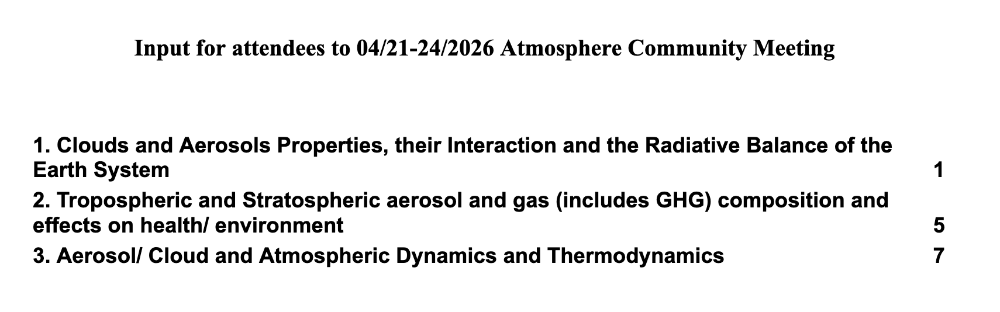 Input for attendees to 04/21-24/2026 Atmosphere Community Meeting
1. Clouds and Aerosols Properties, their Interaction and the Radiative Balance of the
Earth System 1
2. Tropospheric and Stratospheric aerosol and gas (includes GHG) composition and
effects on health/ environment 5
3. Aerosol/ Cloud and Atmospheric Dynamics and Thermodynamics 7